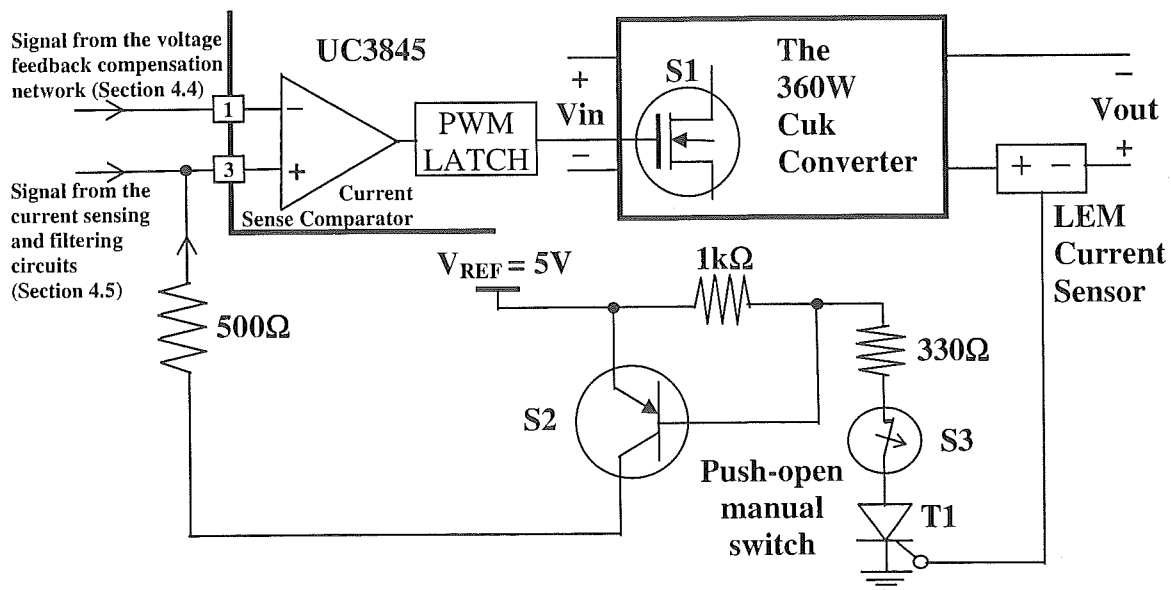 Signal from the voltage
feedback compensation
network (Section 4.4)
UC3845
1
−
3
+
Current
Sense Comparator
PWM
LATCH
Signal from the
current sensing
and filtering
circuits
(Section 4.5)
+
Vin
−
S1
The
360W
Cuk
Converter
−
Vout
+
+ −
LEM
Current
Sensor
VREF = 5V
1kΩ
500Ω
330Ω
S2
S3
Push-open
manual
switch
T1